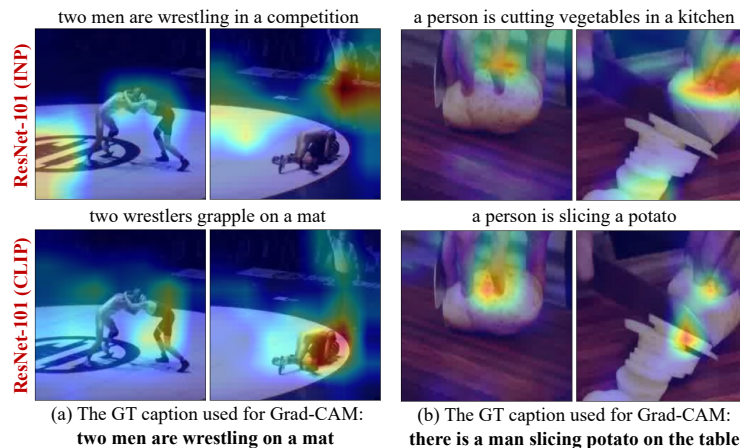 two men are wrestling in a competition
a person is cutting vegetables in a kitchen
ResNet-101 (INP)
two wrestlers grapple on a mat
a person is slicing a potato
ResNet-101 (CLIP)
(a) The GT caption used for Grad-CAM:
two men are wrestling on a mat
(b) The GT caption used for Grad-CAM:
there is a man slicing potato on the table